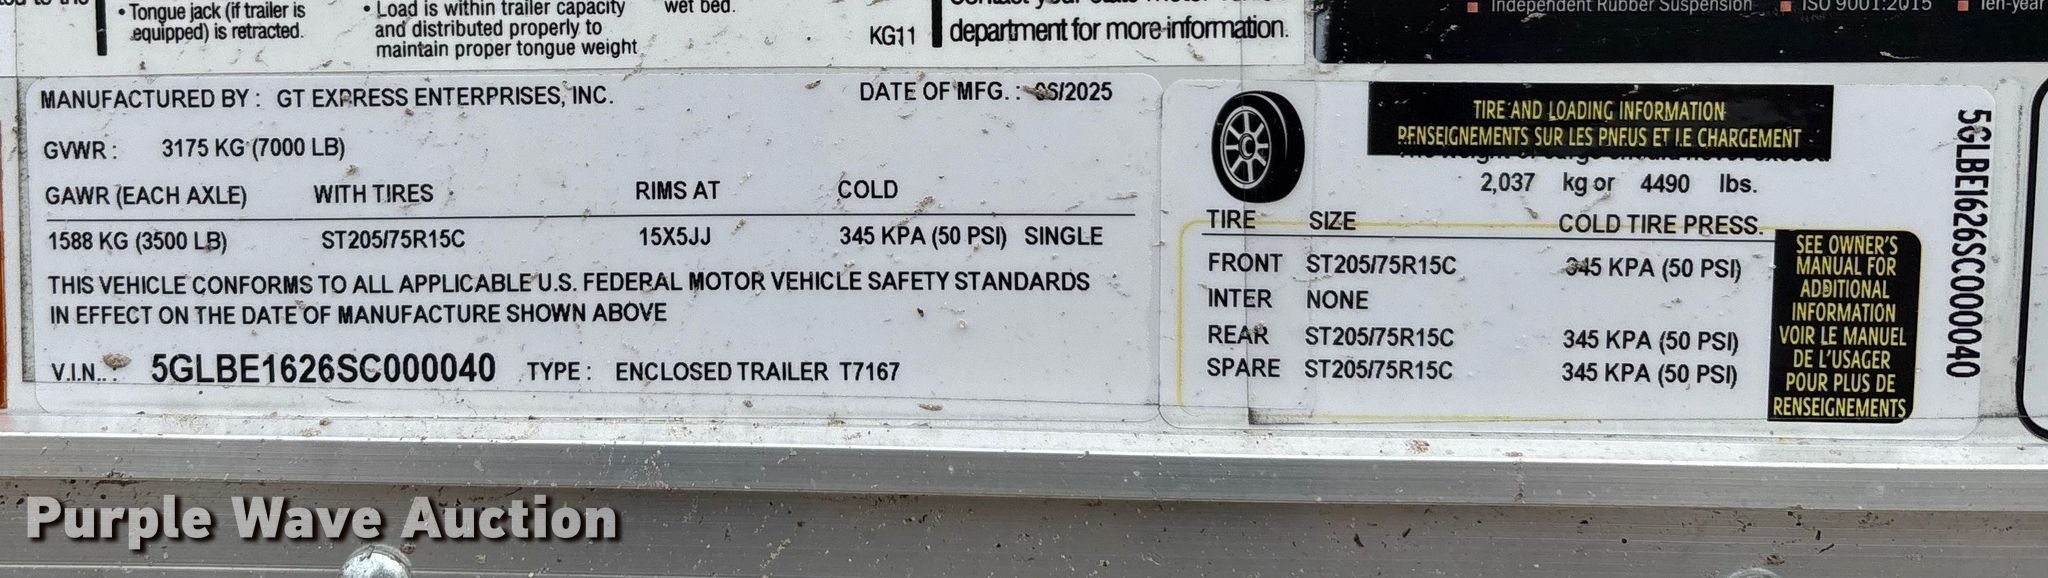 • Tongue jack (if trailer is
equipped) is retracted.
• Load is within trailer capacity
and distributed properly to
maintain proper tongue weight
wet bed.
KG11
department for more information.
Independent Rubber Suspension
ISO 9001:2015
Ten-year
MANUFACTURED BY : GT EXPRESS ENTERPRISES, INC.
DATE OF MFG. : /2025
GVWR : 3175 KG (7000 LB)
GAWR (EACH AXLE) WITH TIRES RIMS AT COLD
1588 KG (3500 LB) ST205/75R15C 15X5JJ 345 KPA (50 PSI) SINGLE
THIS VEHICLE CONFORMS TO ALL APPLICABLE U.S. FEDERAL MOTOR VEHICLE SAFETY STANDARDS
IN EFFECT ON THE DATE OF MANUFACTURE SHOWN ABOVE
V.I.N.. . 5GLBE1626SC000040 TYPE : ENCLOSED TRAILER T7167
TIRE AND LOADING INFORMATION
RENSEIGNEMENTS SUR LES PNEUS ET LE CHARGEMENT
2,037 kg or 4490 lbs.
TIRE SIZE COLD TIRE PRESS.
FRONT ST205/75R15C 345 KPA (50 PSI)
INTER NONE
REAR ST205/75R15C 345 KPA (50 PSI)
SPARE ST205/75R15C 345 KPA (50 PSI)
SEE OWNER'S
MANUAL FOR
ADDITIONAL
INFORMATION
VOIR LE MANUEL
DE L'USAGER
POUR PLUS DE
RENSEIGNEMENTS
5GLBE1626SC000040
Purple Wave Auction